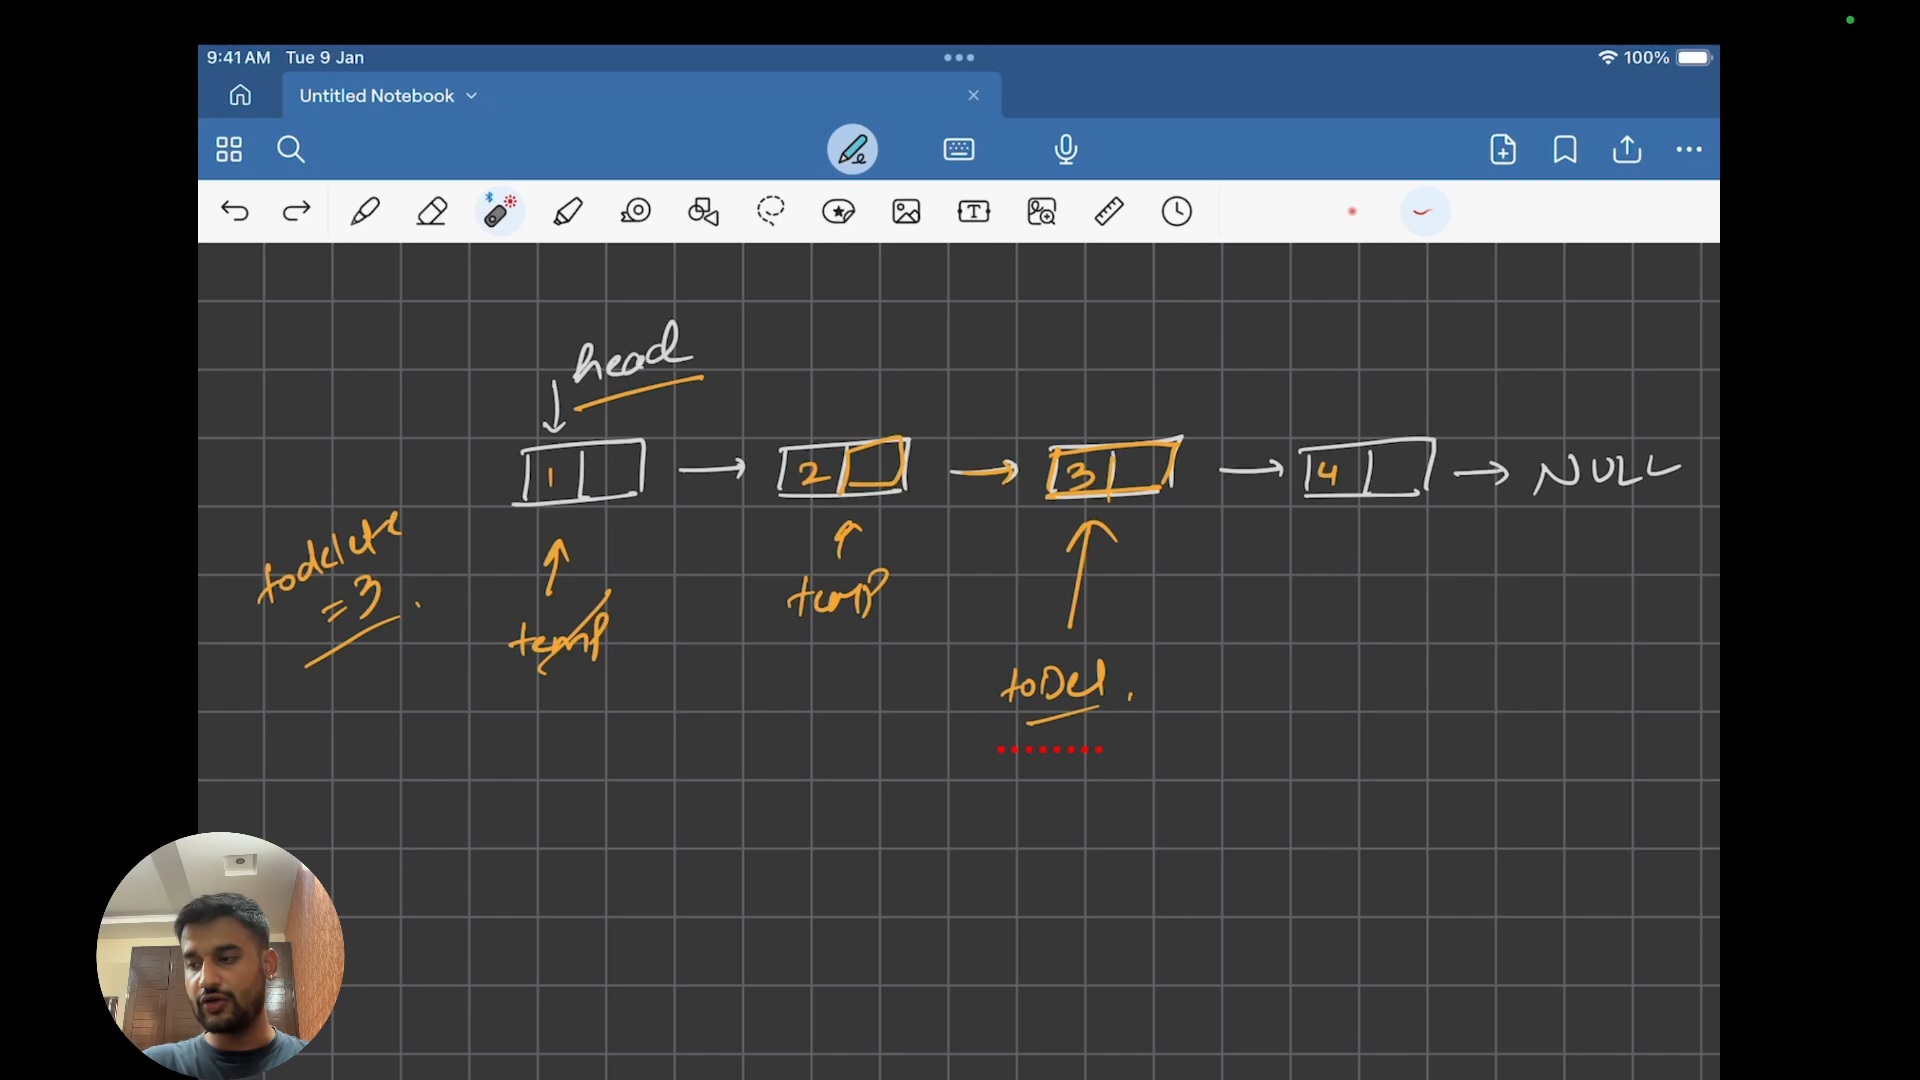 9:41 AM Tue 9 Jan
100%
Untitled Notebook
head
1 → 2 → 3 → 4 → NULL
todelete
= 3 .
temp
temp
toDel .